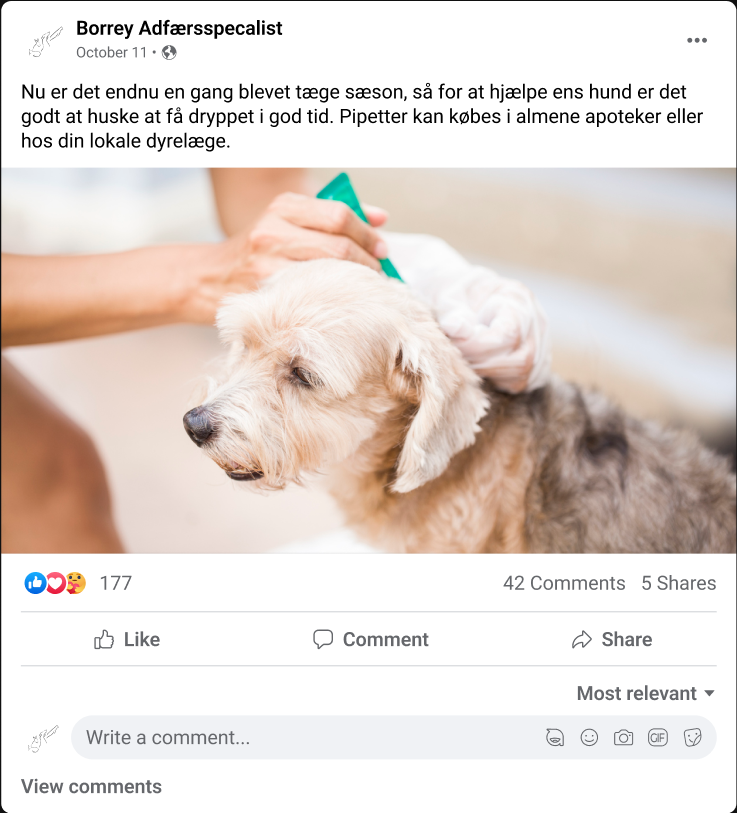 Borrey Adfærsspecalist
October 11 •
Nu er det endnu en gang blevet tæge sæson, så for at hjælpe ens hund er det
godt at huske at få dryppet i god tid. Pipetter kan købes i almene apoteker eller
hos din lokale dyrelæge.
177
42 Comments 5 Shares
Like Comment Share
Most relevant
Write a comment...
GIF
View comments